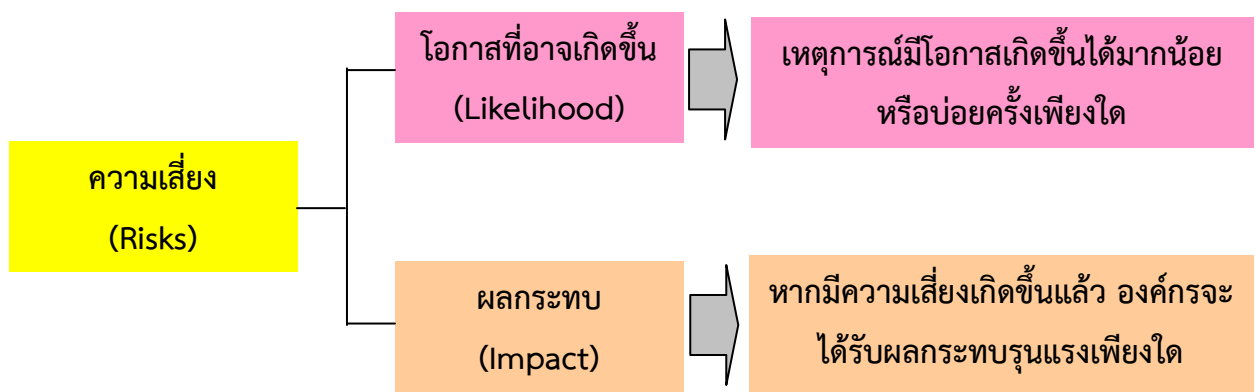 โอกาสที่อาจเกิดขึ้น
(Likelihood)
เหตุการณ์มีโอกาสเกิดขึ้นได้มากน้อย
หรือบ่อยครั้งเพียงใด
ความเสี่ยง
(Risks)
ผลกระทบ
(Impact)
หากมีความเสี่ยงเกิดขึ้นแล้ว องค์กรจะ
ได้รับผลกระทบรุนแรงเพียงใด